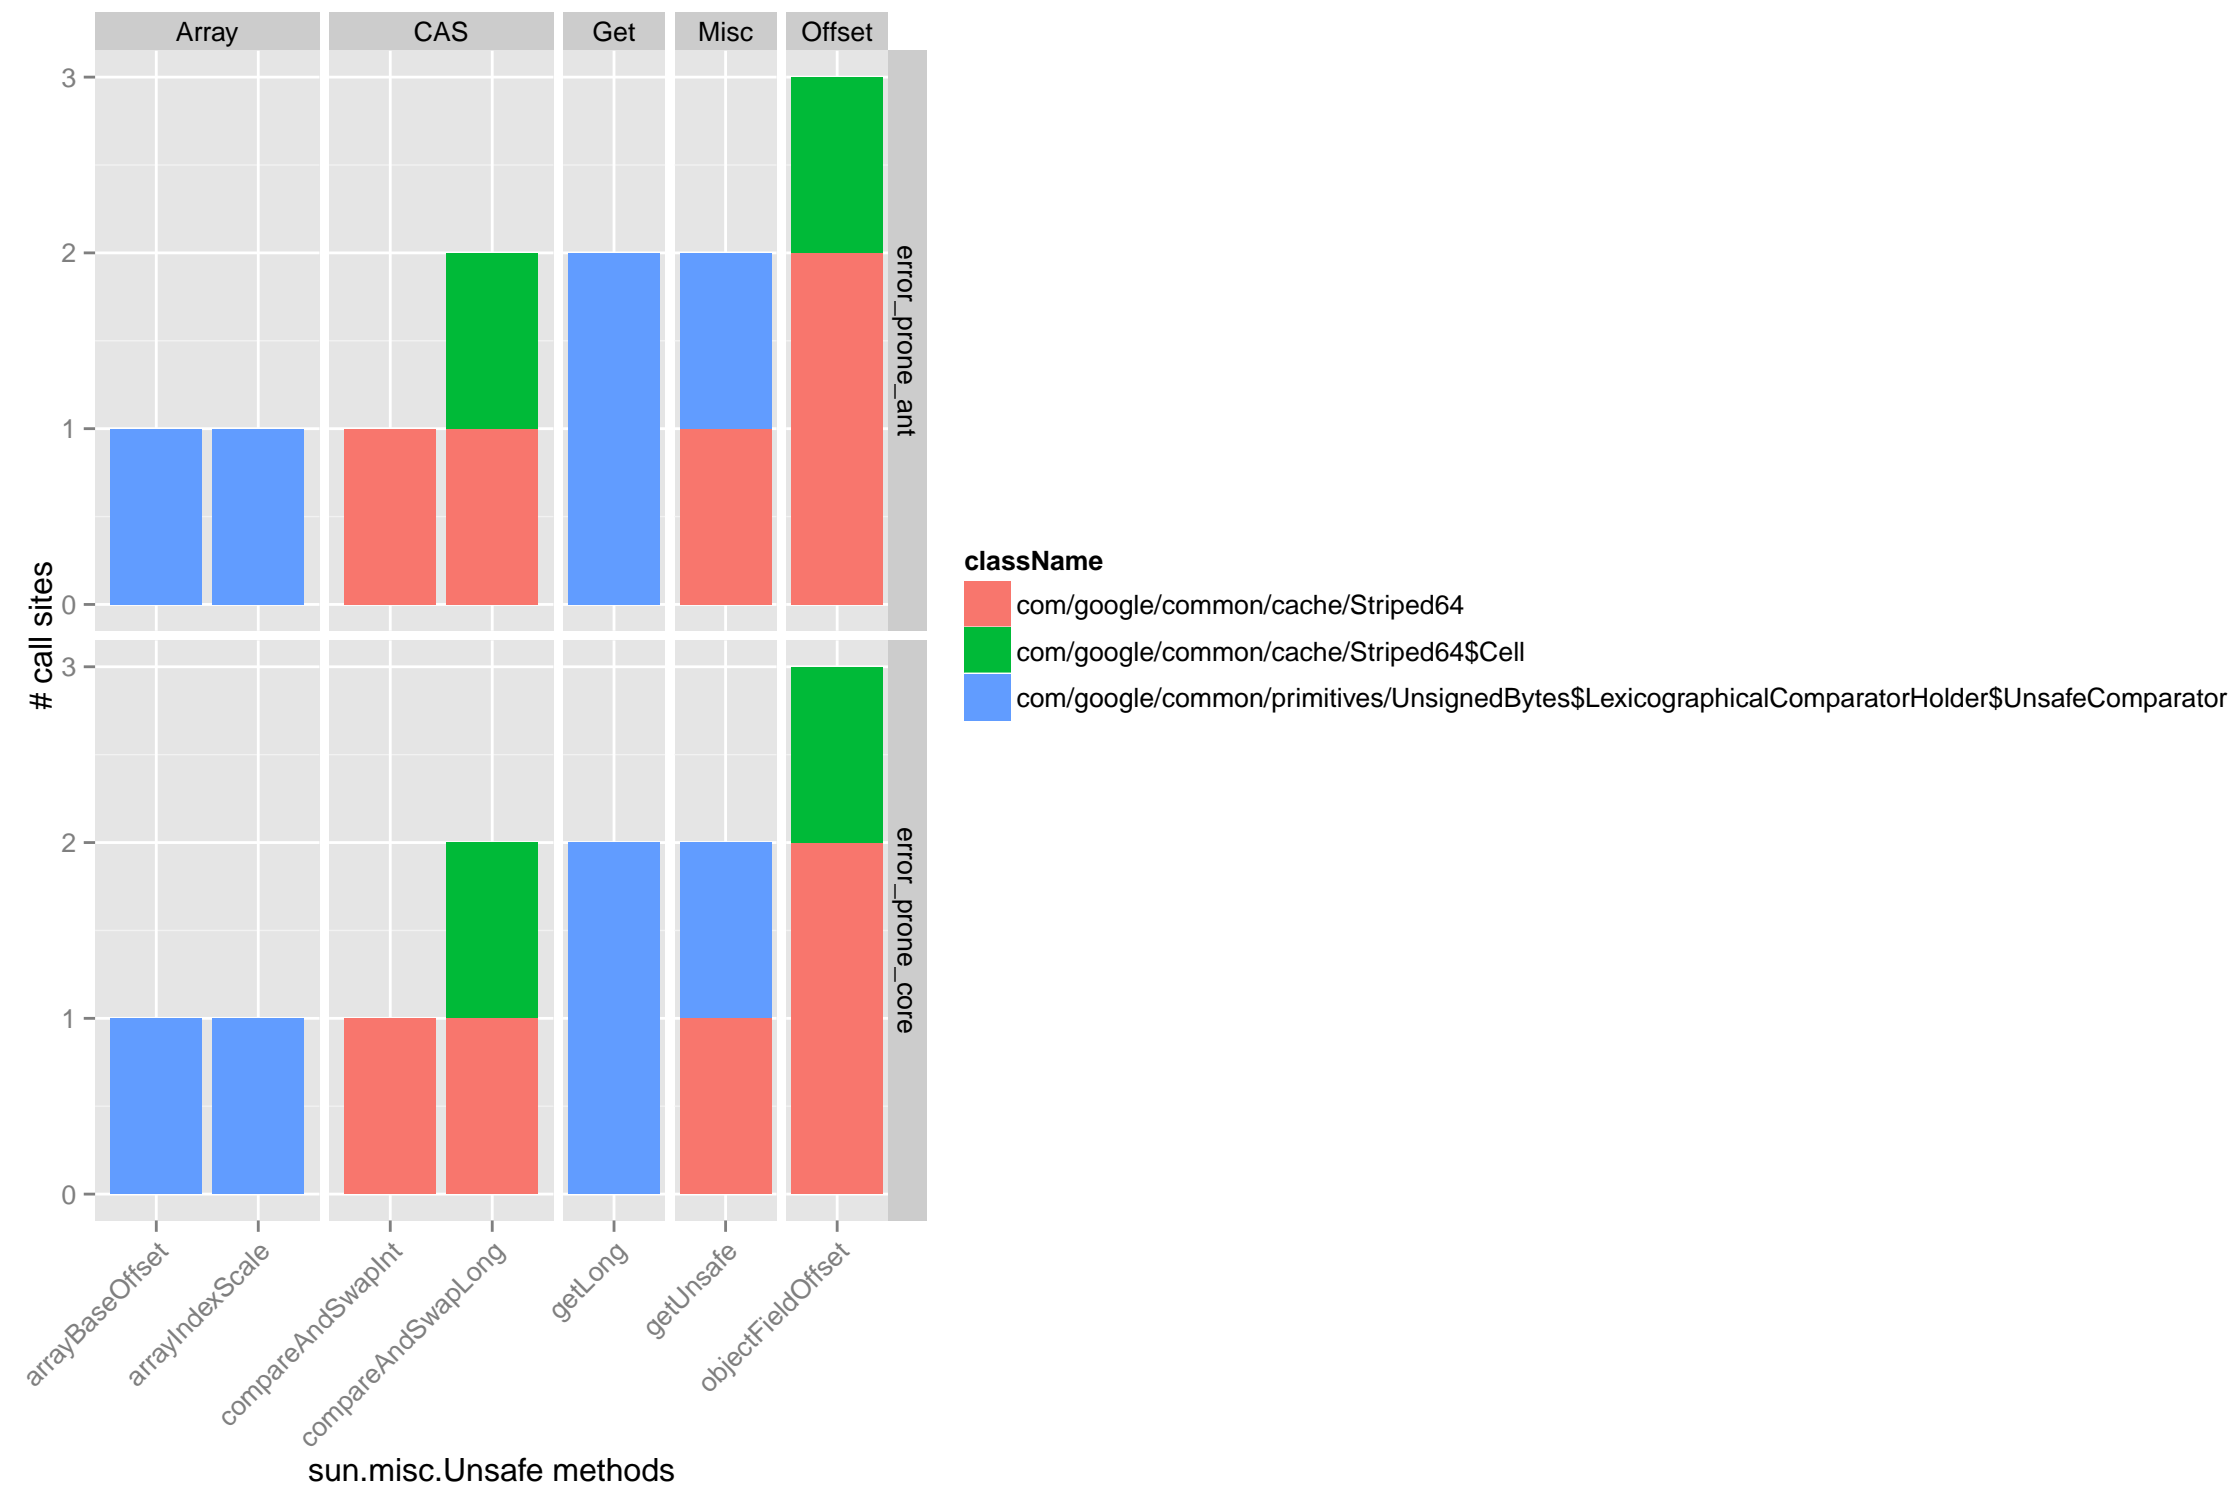 Array CAS Get Misc Offset
3
2
1
0
error_prone_ant
# call sites
3
2
1
0
error_prone_core
arrayBaseOffset
arrayIndexScale
compareAndSwapInt
compareAndSwapLong
getLong
getUnsafe
objectFieldOffset
sun.misc.Unsafe methods
className
com/google/common/cache/Striped64
com/google/common/cache/Striped64$Cell
com/google/common/primitives/UnsignedBytes$LexicographicalComparatorHolder$UnsafeComparator